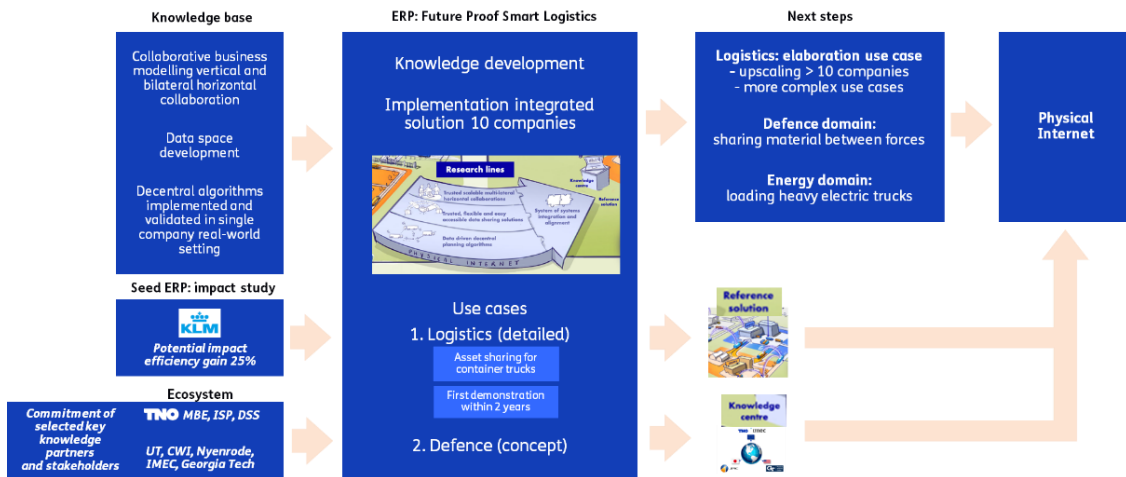 Knowledge base
Collaborative business
modelling vertical and
bilateral horizontal
collaboration
Data space
development
Decentral algorithms
implemented and
validated in single
company real-world
setting
Seed ERP: impact study
KLM
Potential impact
efficiency gain 25%
Ecosystem
Commitment of
selected key
knowledge
partners
and stakeholders
TNO MBE, ISP, DSS
UT, CWI, Nyenrode,
IMEC, Georgia Tech
ERP: Future Proof Smart Logistics
Knowledge development
Implementation integrated
solution 10 companies
Research lines
Trusted scalable multi-lateral
horizontal collaborations
Trusted, flexible and easy
accessible data sharing solutions
Data driven decentral
planning algorithms
System of systems
integration and
alignment
Knowledge
centre
Reference
solution
PHYSICAL INTERNET
Use cases
1. Logistics (detailed)
Asset sharing for
container trucks
First demonstration
within 2 years
2. Defence (concept)
Next steps
Logistics: elaboration use case
- upscaling > 10 companies
- more complex use cases
Defence domain:
sharing material between forces
Energy domain:
loading heavy electric trucks
Reference
solution
Knowledge
centre
TNO
Physical
Internet